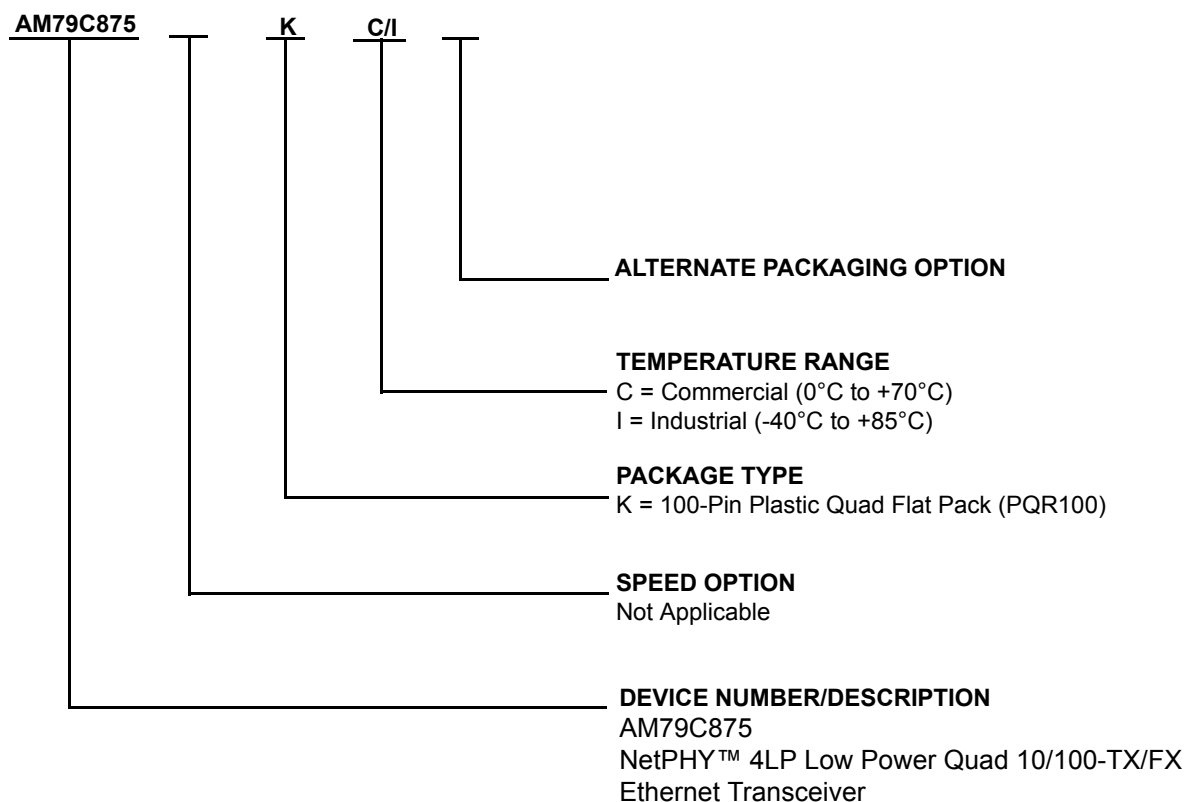 AM79C875 K C/I
ALTERNATE PACKAGING OPTION
TEMPERATURE RANGE
C = Commercial (0°C to +70°C)
I = Industrial (-40°C to +85°C)
PACKAGE TYPE
K = 100-Pin Plastic Quad Flat Pack (PQR100)
SPEED OPTION
Not Applicable
DEVICE NUMBER/DESCRIPTION
AM79C875
NetPHY™ 4LP Low Power Quad 10/100-TX/FX
Ethernet Transceiver